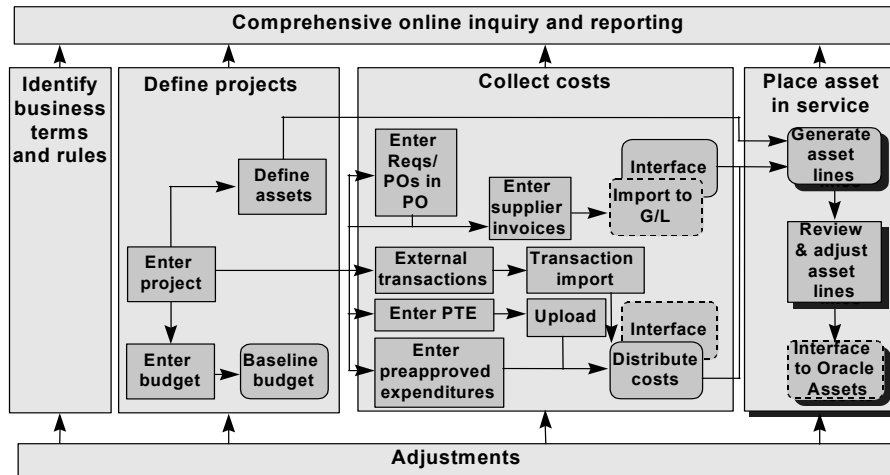 Comprehensive online inquiry and reporting
Identify
business
terms
and rules
Define projects
Define
assets
Enter
project
Enter
budget
Baseline
budget
Collect costs
Enter
Reqs/
POs in
PO
Enter
supplier
invoices
Interface
Import to
G/L
External
transactions
Transaction
import
Enter PTE
Upload
Interface
Enter
preapproved
expenditures
Distribute
costs
Place asset
in service
Generate
asset
lines
Review
& adjust
asset
lines
Interface
to Oracle
Assets
Adjustments